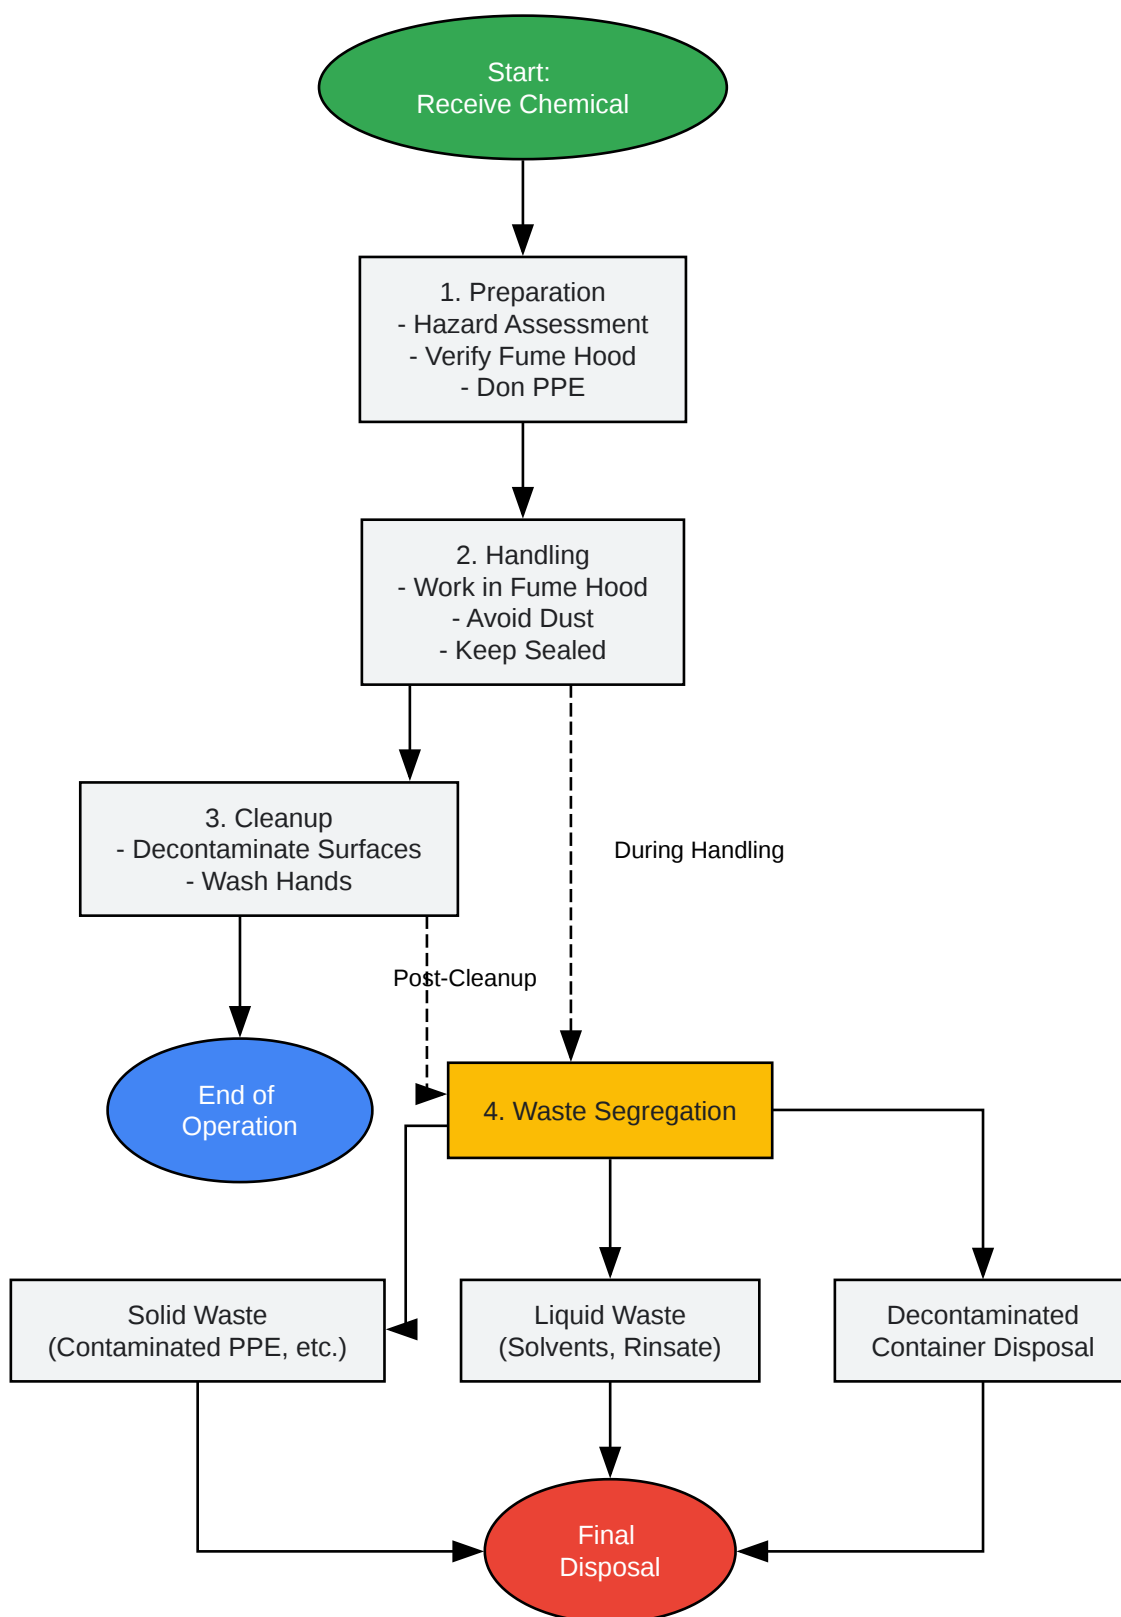 Start:
Receive Chemical
1. Preparation
- Hazard Assessment
- Verify Fume Hood
- Don PPE
2. Handling
- Work in Fume Hood
- Avoid Dust
- Keep Sealed
3. Cleanup
- Decontaminate Surfaces
- Wash Hands
During Handling
Post-Cleanup
End of
Operation
4. Waste Segregation
Solid Waste
(Contaminated PPE, etc.)
Liquid Waste
(Solvents, Rinsate)
Decontaminated
Container Disposal
Final
Disposal